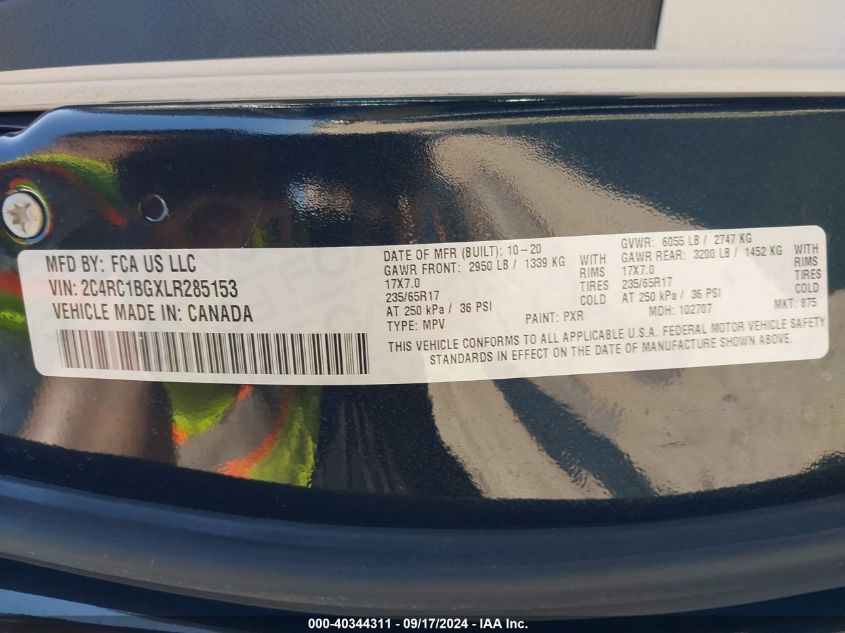 MFD BY: FCA US LLC
VIN: 2C4RC1BGXLR285153
VEHICLE MADE IN: CANADA
DATE OF MFR (BUILT): 10-20
GAWR FRONT: 2950 LB / 1339 KG WITH
17X7.0 RIMS
235/65R17 TIRES
AT 250 kPa / 36 PSI COLD
TYPE: MPV PAINT: PXR
GVWR: 6055 LB / 2747 KG
GAWR REAR: 3200 LB / 1452 KG WITH
17X7.0 RIMS
235/65R17 TIRES
AT 250 kPa / 36 PSI COLD
MDH: 102707 MKT: 875
THIS VEHICLE CONFORMS TO ALL APPLICABLE U.S.A. FEDERAL MOTOR VEHICLE SAFETY
STANDARDS IN EFFECT ON THE DATE OF MANUFACTURE SHOWN ABOVE.
000-40344311 - 09/17/2024 - IAA Inc.